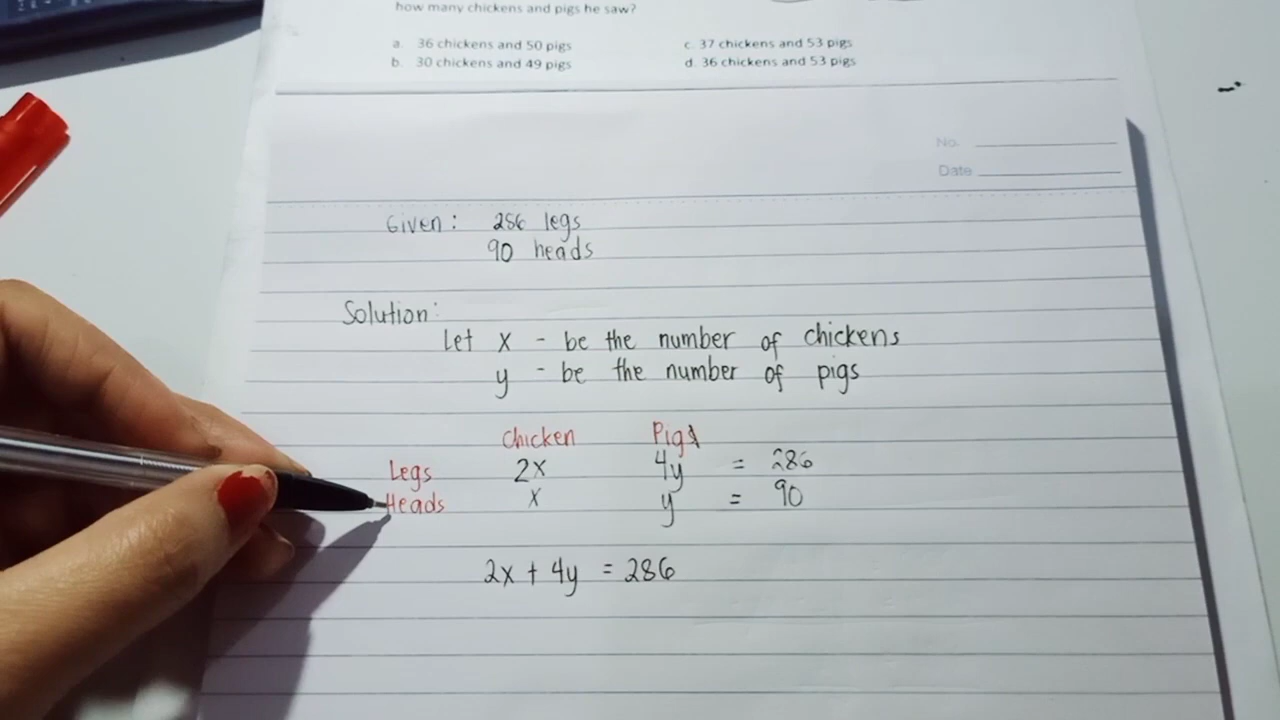 how many chickens and pigs he saw?
a. 36 chickens and 50 pigs c. 37 chickens and 53 pigs
b. 30 chickens and 49 pigs d. 36 chickens and 53 pigs
No.
Date
Given: 286 legs
90 heads
Solution:
Let x - be the number of chickens
y - be the number of pigs
Chicken Pigs
Legs 2x 4y = 286
Heads x y = 90
2x + 4y = 286